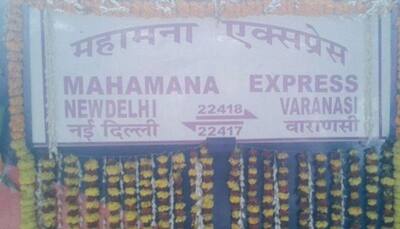 महामना एक्सप्रेस
MAHAMANA EXPRESS
NEWDELHI 22418 VARANASI
नई दिल्ली 22417 वाराणसी